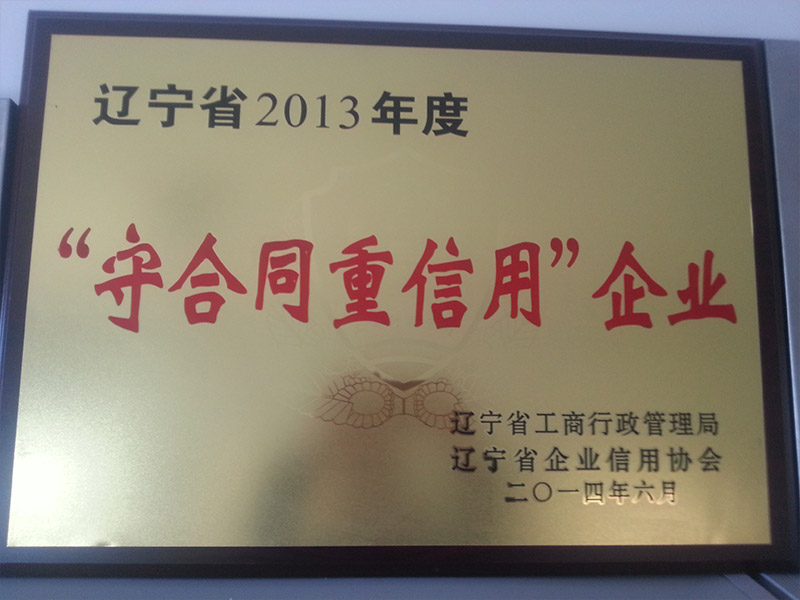 辽宁省2013年度
“守合同重信用”企业
辽宁省工商行政管理局
辽宁省企业信用协会
二〇一四年六月